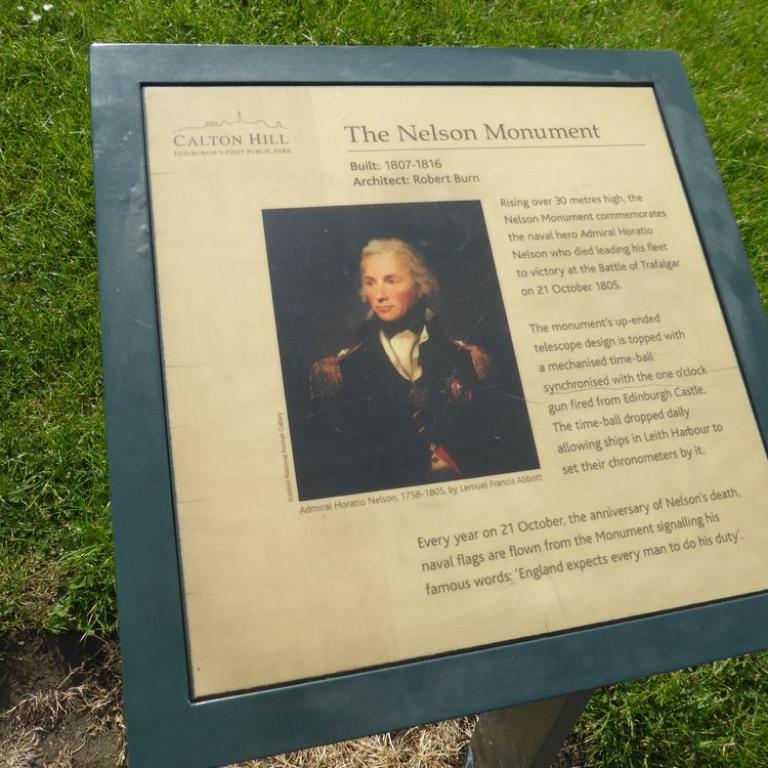 CALTON HILL
EDINBURGH'S FIRST PUBLIC PARK
The Nelson Monument
Built: 1807-1816
Architect: Robert Burn
Rising over 30 metres high, the
Nelson Monument commemorates
the naval hero Admiral Horatio
Nelson who died leading his fleet
to victory at the Battle of Trafalgar
on 21 October 1805.
The monument's up-ended
telescope design is topped with
a mechanised time-ball
synchronised with the one o'clock
gun fired from Edinburgh Castle.
The time-ball dropped daily
allowing ships in Leith Harbour to
set their chronometers by it.
Scottish National Portrait Gallery
Admiral Horatio Nelson, 1758-1805, by Lemuel Francis Abbott
Every year on 21 October, the anniversary of Nelson's death,
naval flags are flown from the Monument signalling his
famous words: 'England expects every man to do his duty'.